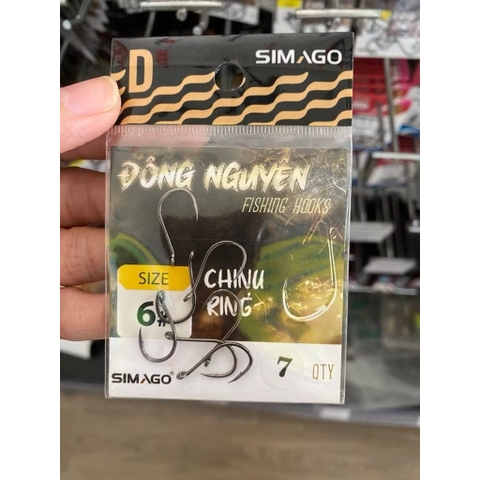 D SIMAGO
ĐÔNG NGUYÊN
FISHING HOOKS
SIZE
6#
CHINU
RING
7 QTY
SIMAGO®